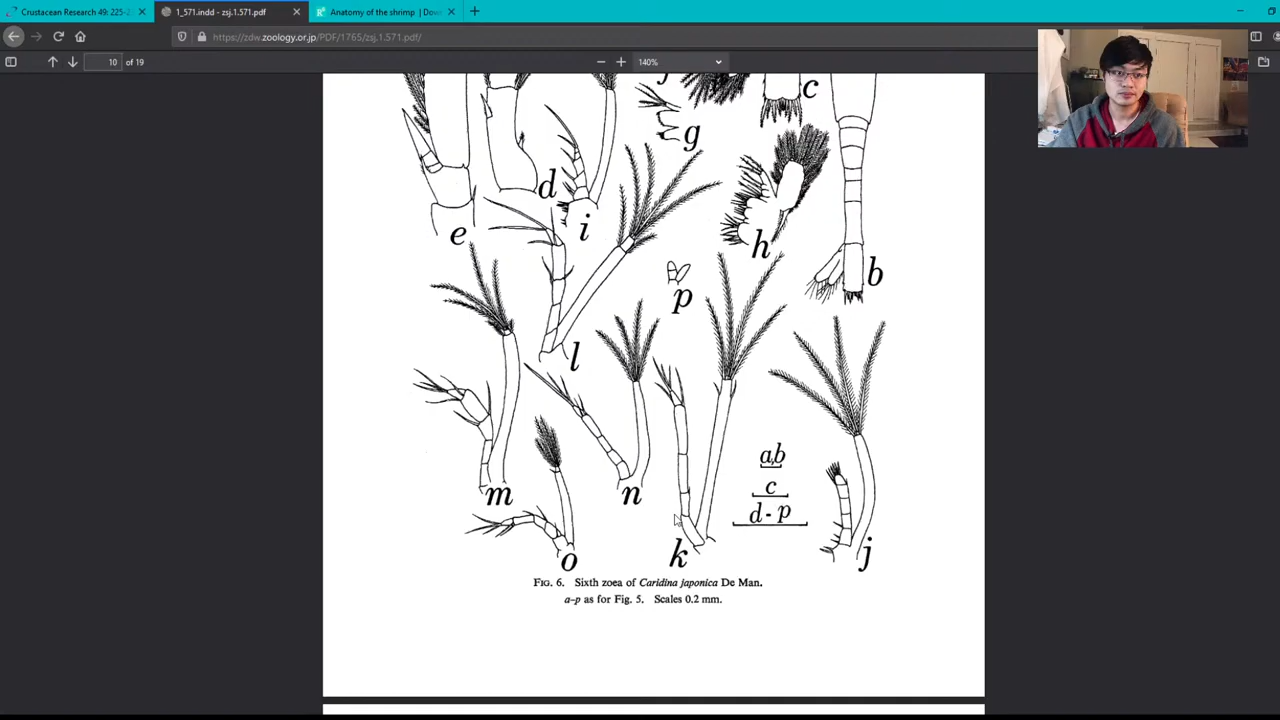 Crustacean Research 49: 225-2
1_571.indd - zsj.1.571.pdf
Anatomy of the shrimp | Dow
https://zdw.zoology.or.jp/PDF/1765/zsj.1.571.pdf/
10 of 19
140%
c
g
d
i
e
h
b
p
l
m
n
a,b
c
d - p
o
k
j
FIG. 6. Sixth zoea of Caridina japonica De Man.
a-p as for Fig. 5. Scales 0.2 mm.